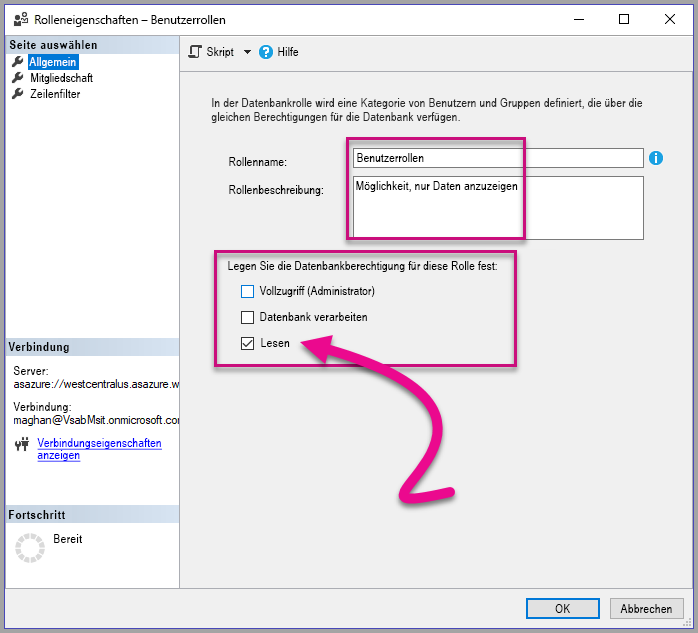 Rolleneigenschaften – Benutzerrollen
Seite auswählen
Allgemein
Mitgliedschaft
Zeilenfilter
Skript
Hilfe
In der Datenbankrolle wird eine Kategorie von Benutzern und Gruppen definiert, die über die
gleichen Berechtigungen für die Datenbank verfügen.
Rollenname:
Benutzerrollen
Rollenbeschreibung:
Möglichkeit, nur Daten anzuzeigen
Legen Sie die Datenbankberechtigung für diese Rolle fest:
Vollzugriff (Administrator)
Datenbank verarbeiten
Lesen
Verbindung
Server:
asazure://westcentralus.asazure.w
Verbindung:
maghan@VsabMsit.onmicrosoft.co
Verbindungseigenschaften
anzeigen
Fortschritt
Bereit
OK
Abbrechen